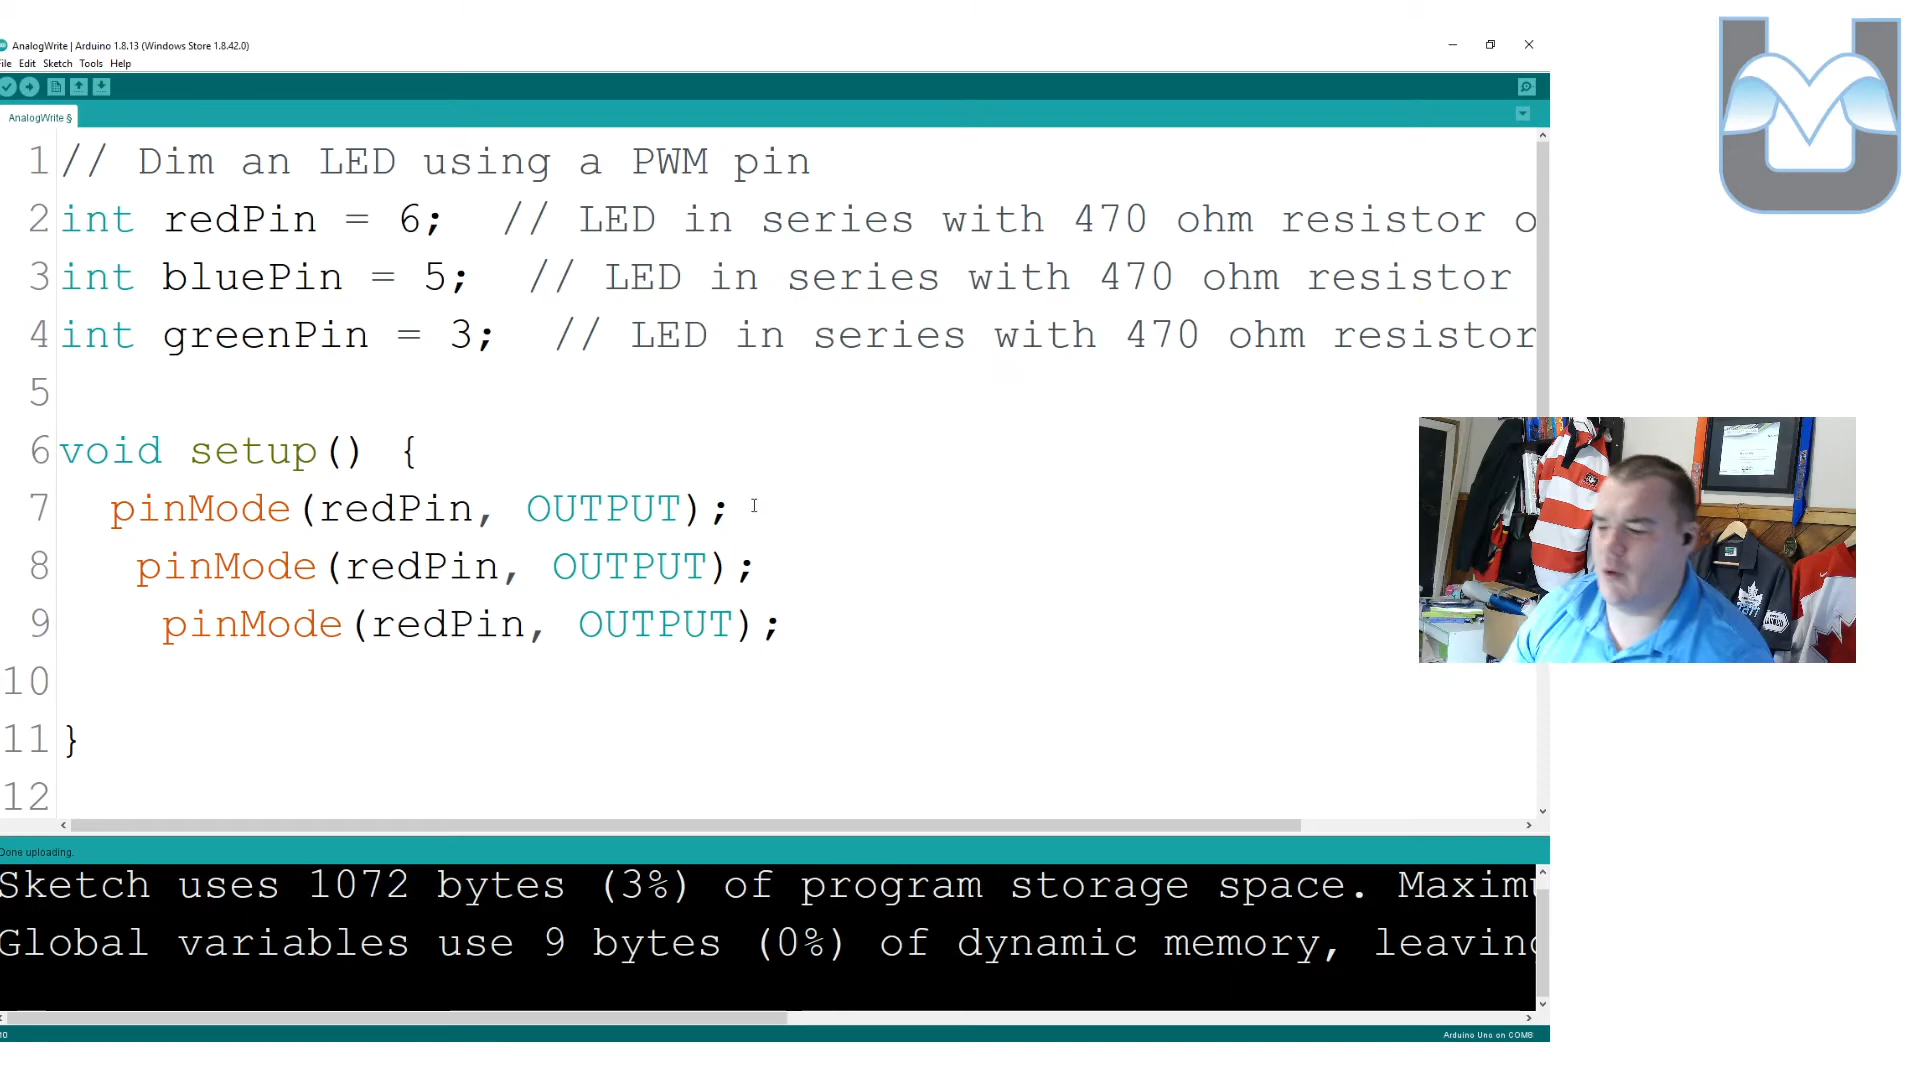 AnalogWrite | Arduino 1.8.13 (Windows Store 1.8.42.0)
File Edit Sketch Tools Help
AnalogWrite §
1 // Dim an LED using a PWM pin
2 int redPin = 6; // LED in series with 470 ohm resistor o
3 int bluePin = 5; // LED in series with 470 ohm resistor
4 int greenPin = 3; // LED in series with 470 ohm resistor
5
6 void setup() {
7 pinMode(redPin, OUTPUT);
8 pinMode(redPin, OUTPUT);
9 pinMode(redPin, OUTPUT);
10
11 }
12
Done uploading.
Sketch uses 1072 bytes (3%) of program storage space. Maximu
Global variables use 9 bytes (0%) of dynamic memory, leaving
10
Arduino Uno on COM8